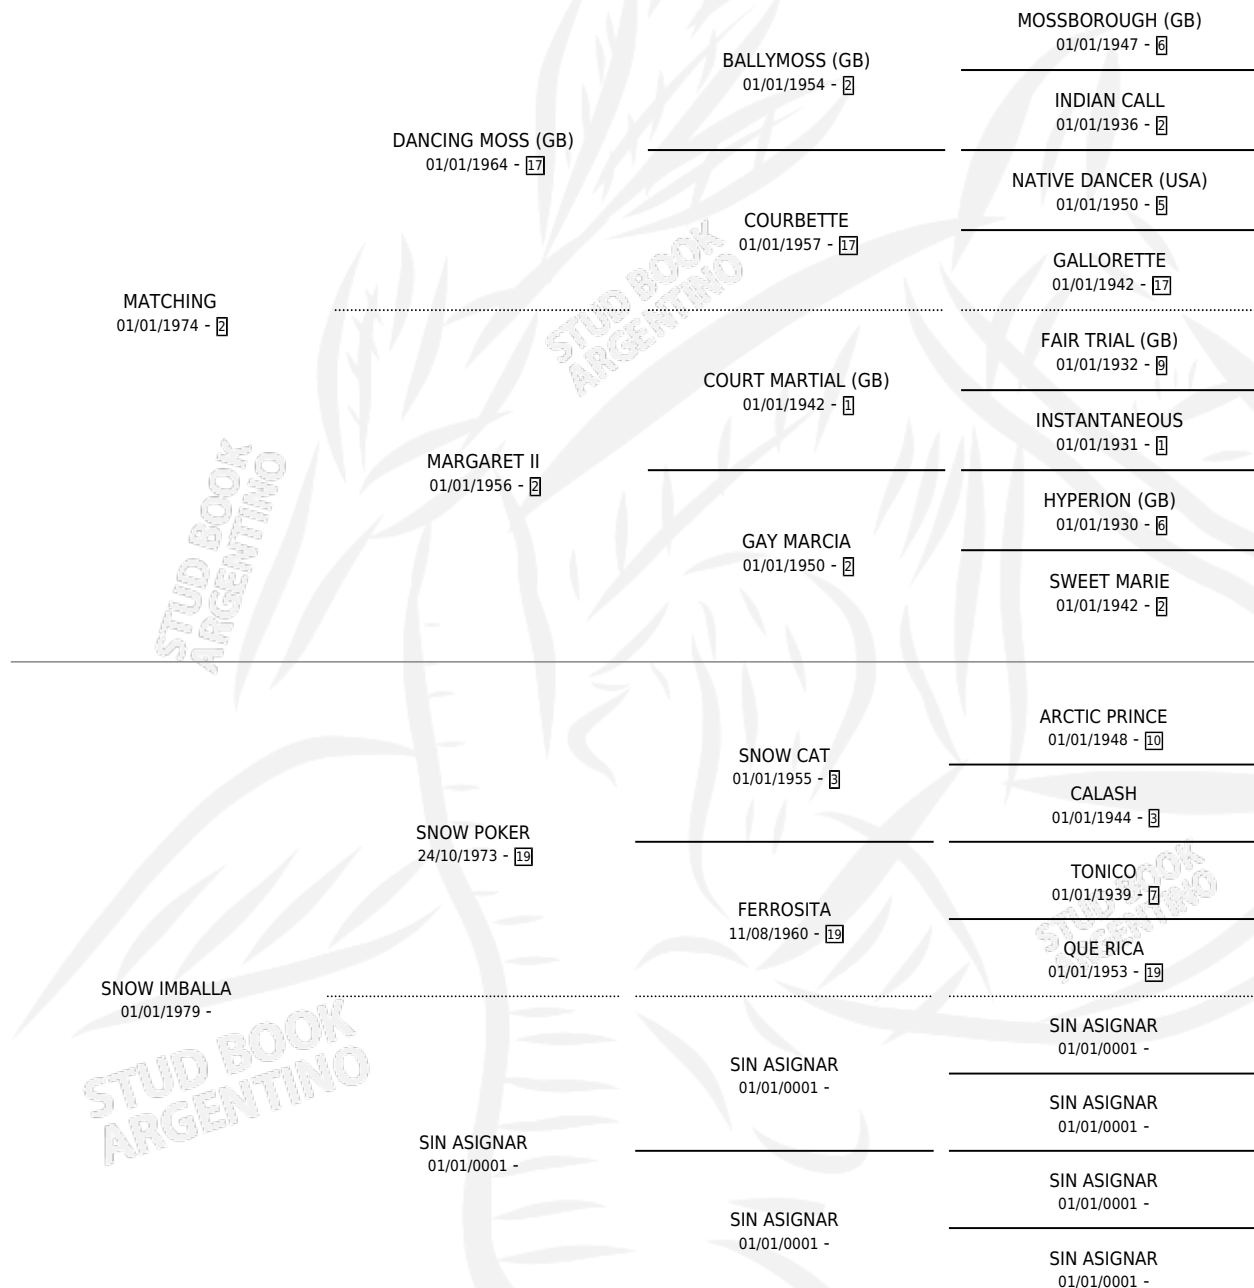 MOSSBOROUGH (GB)
01/01/1947 - 6
BALLYMOSS (GB)
01/01/1954 - 2
INDIAN CALL
01/01/1936 - 2
DANCING MOSS (GB)
01/01/1964 - 17
NATIVE DANCER (USA)
01/01/1950 - 5
COURBETTE
01/01/1957 - 17
GALLORETTE
01/01/1942 - 17
MATCHING
01/01/1974 - 2
STUD BOOK
ARGENTINO
FAIR TRIAL (GB)
01/01/1932 - 9
COURT MARTIAL (GB)
01/01/1942 - 1
INSTANTANEOUS
01/01/1931 - 1
MARGARET II
01/01/1956 - 2
HYPERION (GB)
01/01/1930 - 6
GAY MARCIA
01/01/1950 - 2
SWEET MARIE
01/01/1942 - 2
STUD BOOK
ARGENTINO
ARCTIC PRINCE
01/01/1948 - 10
SNOW CAT
01/01/1955 - 3
CALASH
01/01/1944 - 3
SNOW POKER
24/10/1973 - 19
TONICO
01/01/1939 - 7
FERROSITA
11/08/1960 - 19
QUE RICA
01/01/1953 - 19
STUD BOOK
ARGENTINO
SNOW IMBALLA
01/01/1979 -
SIN ASIGNAR
01/01/0001 -
SIN ASIGNAR
01/01/0001 -
SIN ASIGNAR
01/01/0001 -
STUD BOOK
ARGENTINO
SIN ASIGNAR
01/01/0001 -
SIN ASIGNAR
01/01/0001 -
SIN ASIGNAR
01/01/0001 -
SIN ASIGNAR
01/01/0001 -